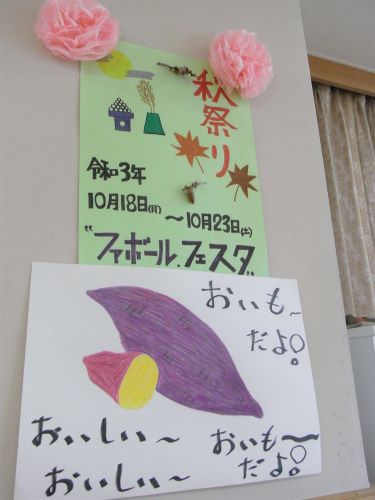 秋祭り
令和3年
10月18日(月)
～10月23日(土)
"ファボール.フェスタ"
おいも～
だよ!
おいしい～
おいしい～
おいも～
だよ!